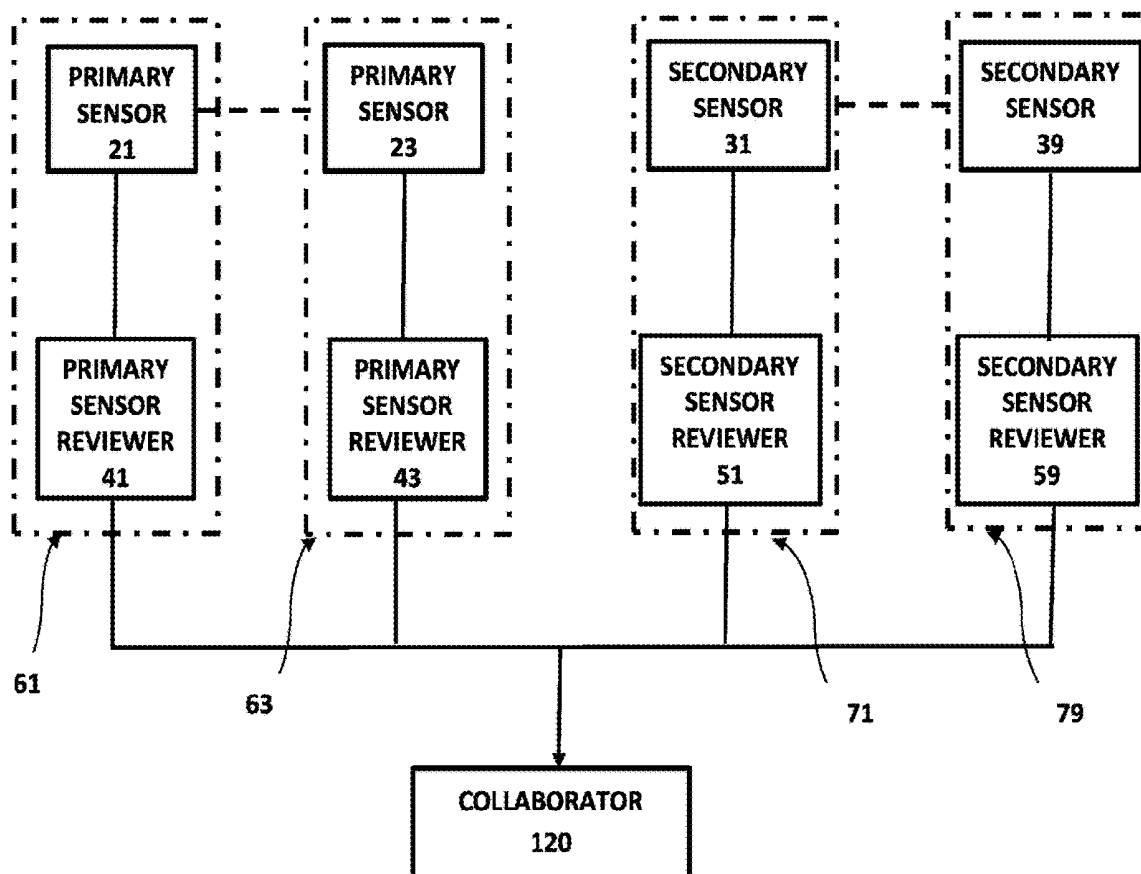 PRIMARY
SENSOR
21
PRIMARY
SENSOR
23
SECONDARY
SENSOR
31
SECONDARY
SENSOR
39
PRIMARY
SENSOR
REVIEWER
41
PRIMARY
SENSOR
REVIEWER
43
SECONDARY
SENSOR
REVIEWER
51
SECONDARY
SENSOR
REVIEWER
59
61
63
71
79
COLLABORATOR
120